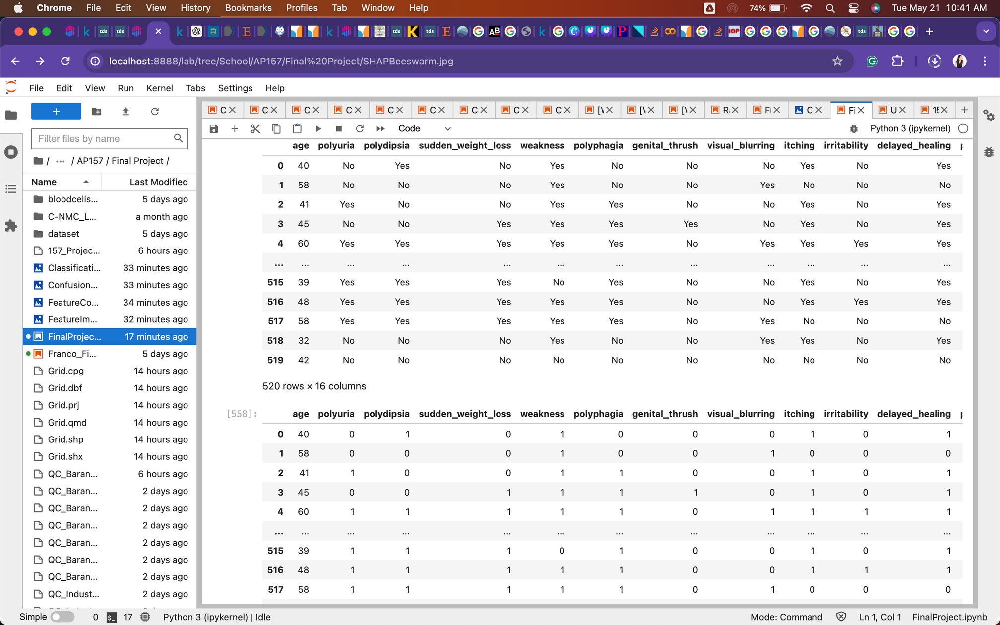 Chrome File Edit View History Bookmarks Profiles Tab Window Help 74% Tue May 21 10:41 AM
tds tds tds tds AB IOP tds
localhost:8888/lab/tree/School/AP157/Final%20Project/SHAPBeeswarm.jpg
File Edit View Run Kernel Tabs Settings Help
C C C C C C C C C [\ [\ [\ R Fi C Fi U 15
Code Python 3 (ipykernel)
Filter files by name
/ ... / AP157 / Final Project /
Name Last Modified
bloodcells... 5 days ago
C-NMC_L... a month ago
dataset 5 days ago
157_Projec... 6 hours ago
Classificati... 33 minutes ago
Confusion... 33 minutes ago
FeatureCo... 34 minutes ago
FeatureIm... 32 minutes ago
FinalProjec... 17 minutes ago
Franco_Fi... 5 days ago
Grid.cpg 14 hours ago
Grid.dbf 14 hours ago
Grid.prj 14 hours ago
Grid.qmd 14 hours ago
Grid.shp 14 hours ago
Grid.shx 14 hours ago
QC_Baran... 6 hours ago
QC_Baran... 2 days ago
QC_Baran... 2 days ago
QC_Baran... 2 days ago
QC_Baran... 2 days ago
QC_Baran... 2 days ago
QC_Baran... 2 days ago
QC_Indust... 2 days ago
age polyuria polydipsia sudden_weight_loss weakness polyphagia genital_thrush visual_blurring itching irritability delayed_healing
0 40 No Yes No Yes No No No Yes No Yes
1 58 No No No Yes No No Yes No No No
2 41 Yes No No Yes Yes No No Yes No Yes
3 45 No No Yes Yes Yes Yes No Yes No Yes
4 60 Yes Yes Yes Yes Yes No Yes Yes Yes Yes
... ... ... ... ... ... ... ... ... ... ... ...
515 39 Yes Yes Yes No Yes No No Yes No Yes
516 48 Yes Yes Yes Yes Yes No No Yes Yes Yes
517 58 Yes Yes Yes Yes Yes No Yes No No No
518 32 No No No Yes No No Yes Yes No Yes
519 42 No No No No No No No No No No
520 rows × 16 columns
[558]:
age polyuria polydipsia sudden_weight_loss weakness polyphagia genital_thrush visual_blurring itching irritability delayed_healing
0 40 0 1 0 1 0 0 0 1 0 1
1 58 0 0 0 1 0 0 1 0 0 0
2 41 1 0 0 1 1 0 0 1 0 1
3 45 0 0 1 1 1 1 0 1 0 1
4 60 1 1 1 1 1 0 1 1 1 1
... ... ... ... ... ... ... ... ... ... ... ...
515 39 1 1 1 0 1 0 0 1 0 1
516 48 1 1 1 1 1 0 0 1 1 1
517 58 1 1 1 1 1 0 1 0 0 0
Simple 0 17 Python 3 (ipykernel) | Idle Mode: Command Ln 1, Col 1 FinalProject.ipynb